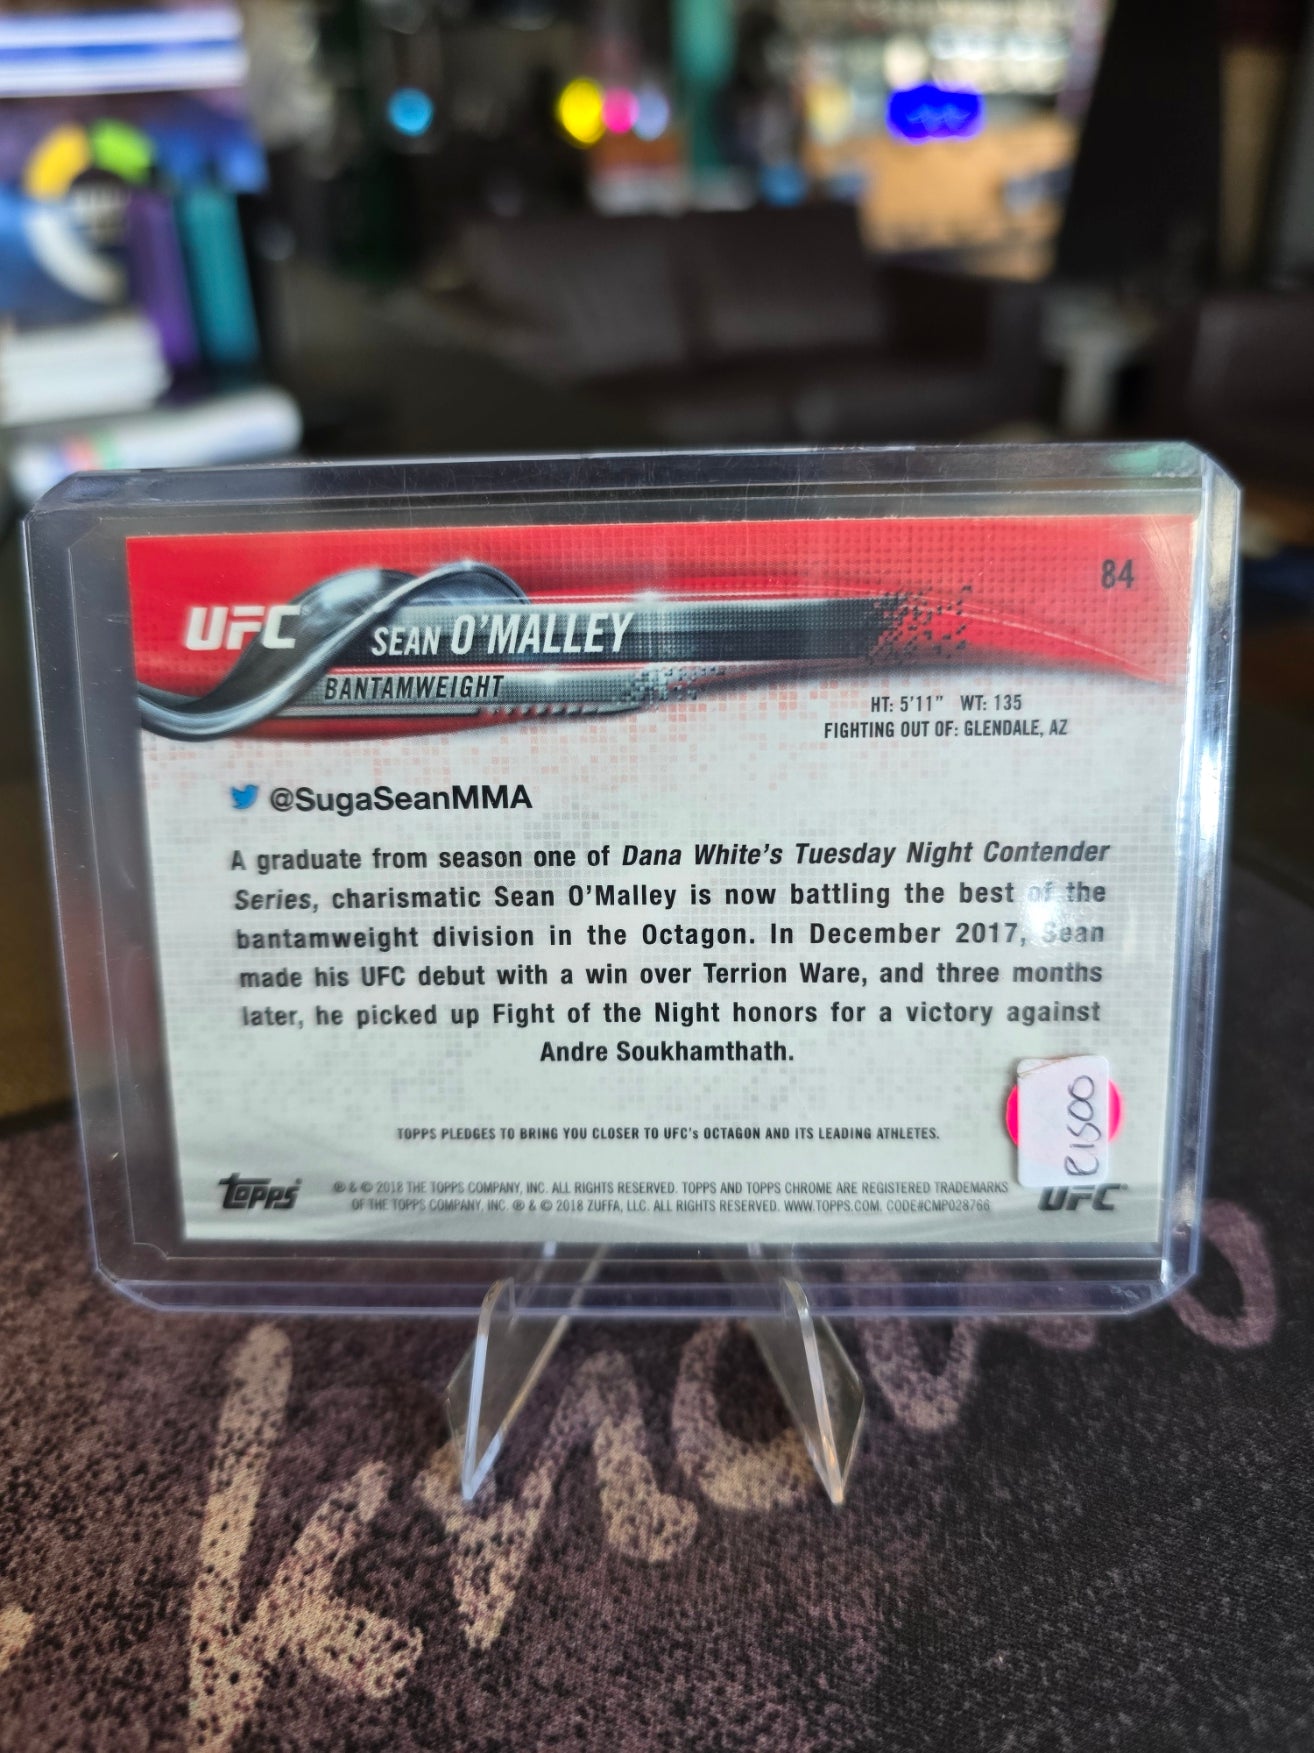 84
UFC
SEAN O'MALLEY
BANTAMWEIGHT
HT: 5'11" WT: 135
FIGHTING OUT OF: GLENDALE, AZ
@SugaSeanMMA
A graduate from season one of Dana White's Tuesday Night Contender
Series, charismatic Sean O'Malley is now battling the best of the
bantamweight division in the Octagon. In December 2017, Sean
made his UFC debut with a win over Terrion Ware, and three months
later, he picked up Fight of the Night honors for a victory against
Andre Soukhamthath.
R1500
TOPPS PLEDGES TO BRING YOU CLOSER TO UFC's OCTAGON AND ITS LEADING ATHLETES.
topps
® & © 2018 THE TOPPS COMPANY, INC. ALL RIGHTS RESERVED. TOPPS AND TOPPS CHROME ARE REGISTERED TRADEMARKS
OF THE TOPPS COMPANY, INC. ® & © 2018 ZUFFA, LLC. ALL RIGHTS RESERVED. WWW.TOPPS.COM. CODE#CMP028766
UFC